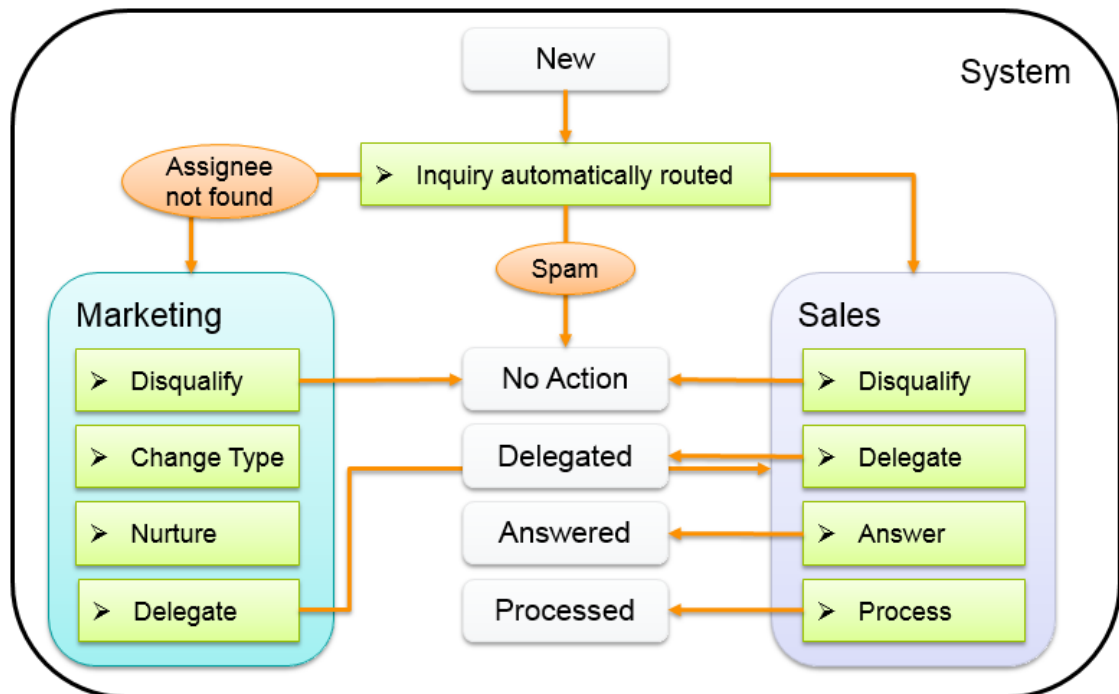 New
System
Assignee
not found
Inquiry automatically routed
Spam
Marketing
Disqualify
Change Type
Nurture
Delegate
No Action
Delegated
Answered
Processed
Sales
Disqualify
Delegate
Answer
Process